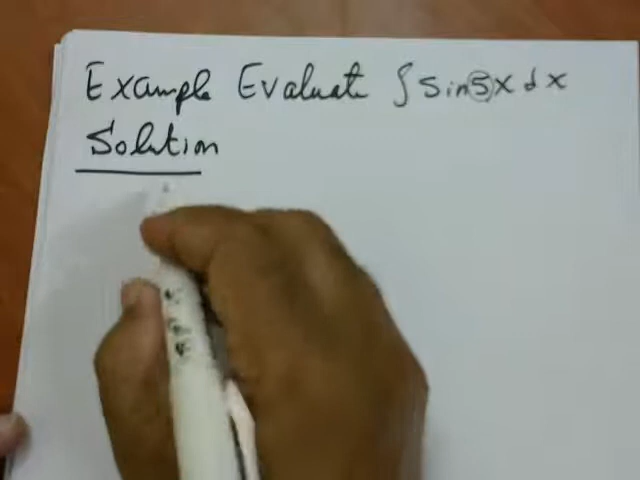 Example Evaluate ∫ sin5x dx
Solution